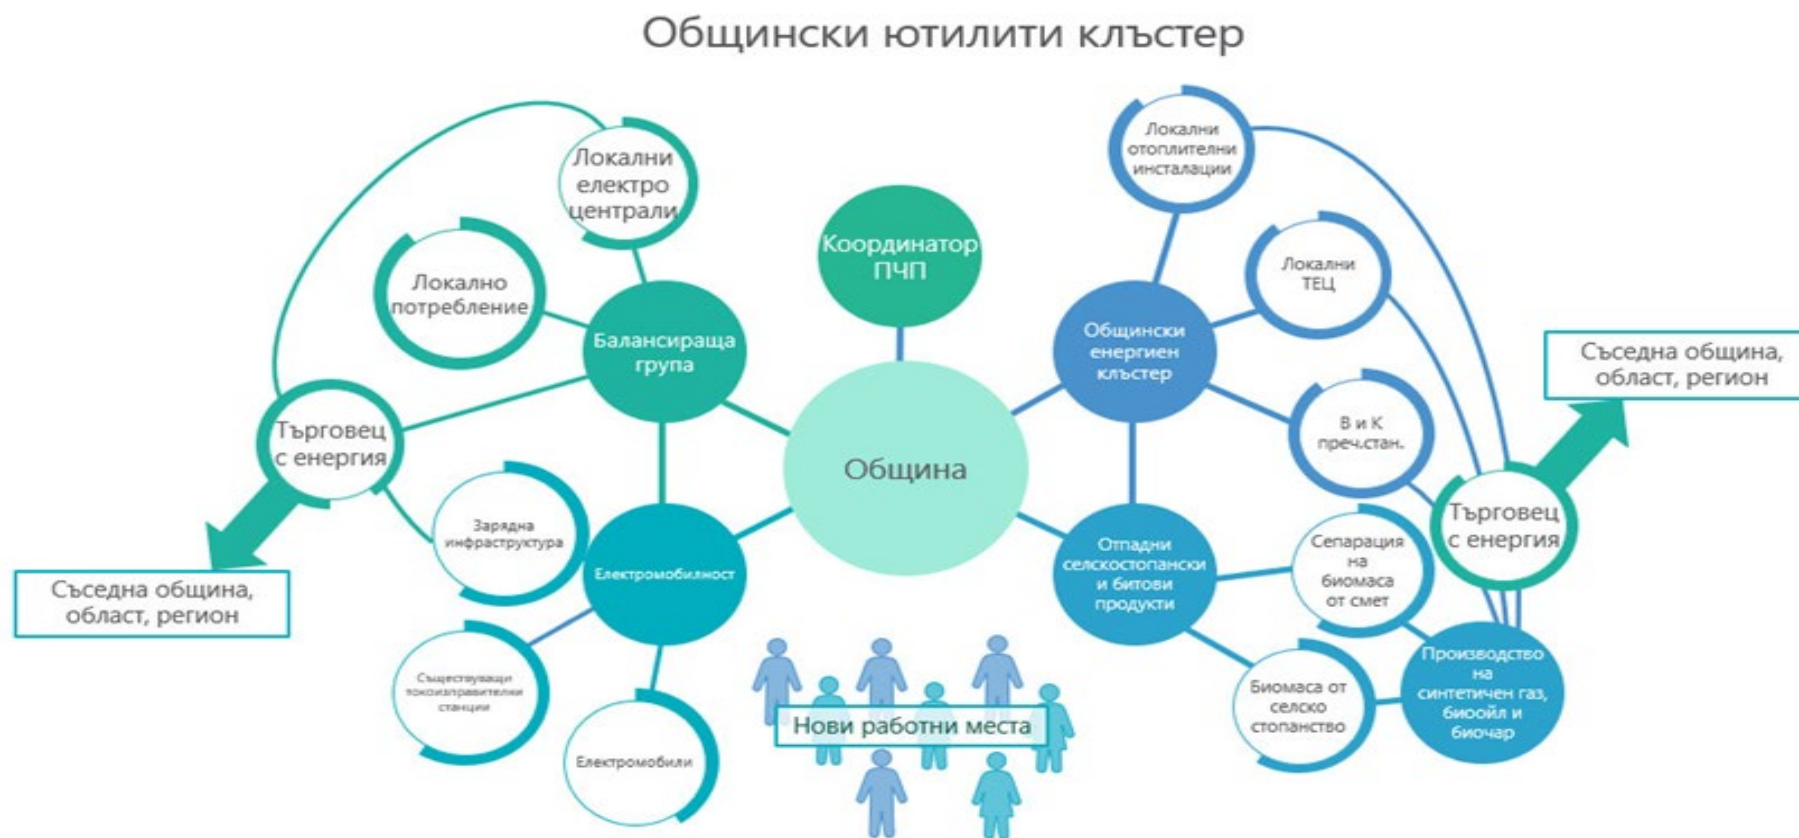 Общински ютилити клъстер
Локални
електро
централи
Локално
потребление
Балансираща
група
Търговец
с енергия
Съседна община,
област, регион
Зарядна
инфраструктура
Електромобилност
Съществуващи
токоизправителни
станции
Електромобили
Координатор
ПЧП
Община
Нови работни места
Локални
отоплителни
инсталации
Локални
ТЕЦ
Общински
енергиен
клъстер
В и К
преч.стан.
Съседна община,
област, регион
Търговец
с енергия
Отпадни
селскостопански
и битови
продукти
Сепарация
на
биомаса
от смет
Биомаса от
селско
стопанство
Производство
на
синтетичен газ,
биоойл и
биочар